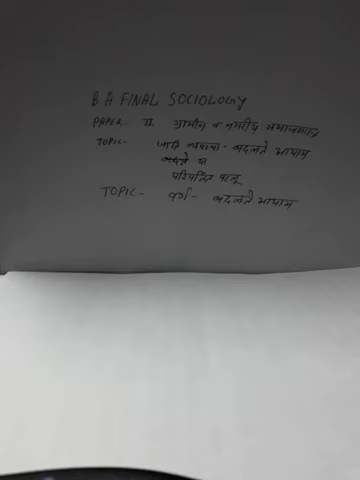 B A FINAL SOCIOLOGY
PAPER- II ग्रामीण व नगरीय समाजशास्त्र
TOPIC- जाति व्यवस्था - बदलते आयाम
या
परिवर्तित पहलू
TOPIC- वर्ग - बदलते आयाम